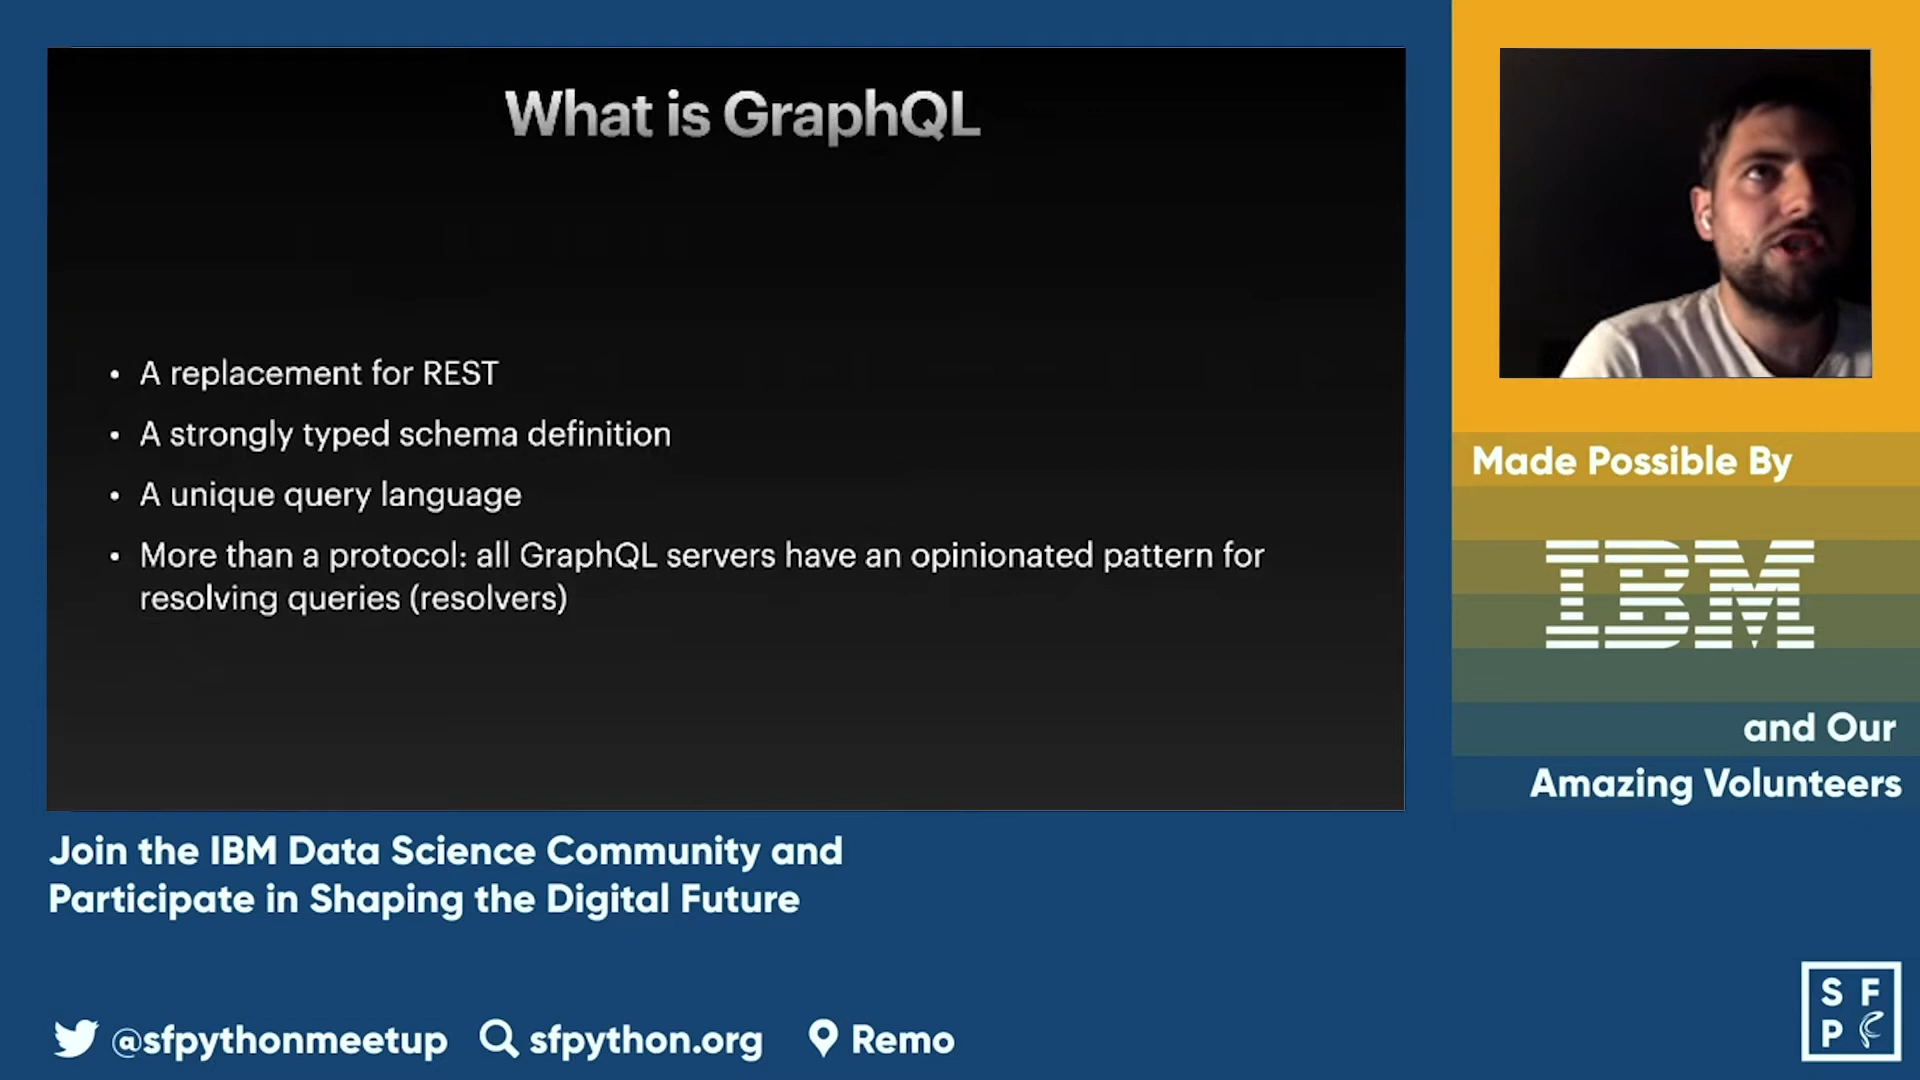 What is GraphQL
• A replacement for REST
• A strongly typed schema definition
• A unique query language
• More than a protocol: all GraphQL servers have an opinionated pattern for
resolving queries (resolvers)
Made Possible By
IBM
and Our
Amazing Volunteers
Join the IBM Data Science Community and
Participate in Shaping the Digital Future
@sfpythonmeetup sfpython.org Remo
S F
P